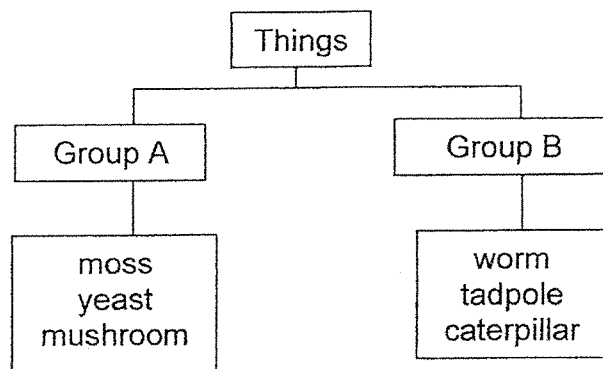 Things
Group A
Group B
moss
yeast
mushroom
worm
tadpole
caterpillar